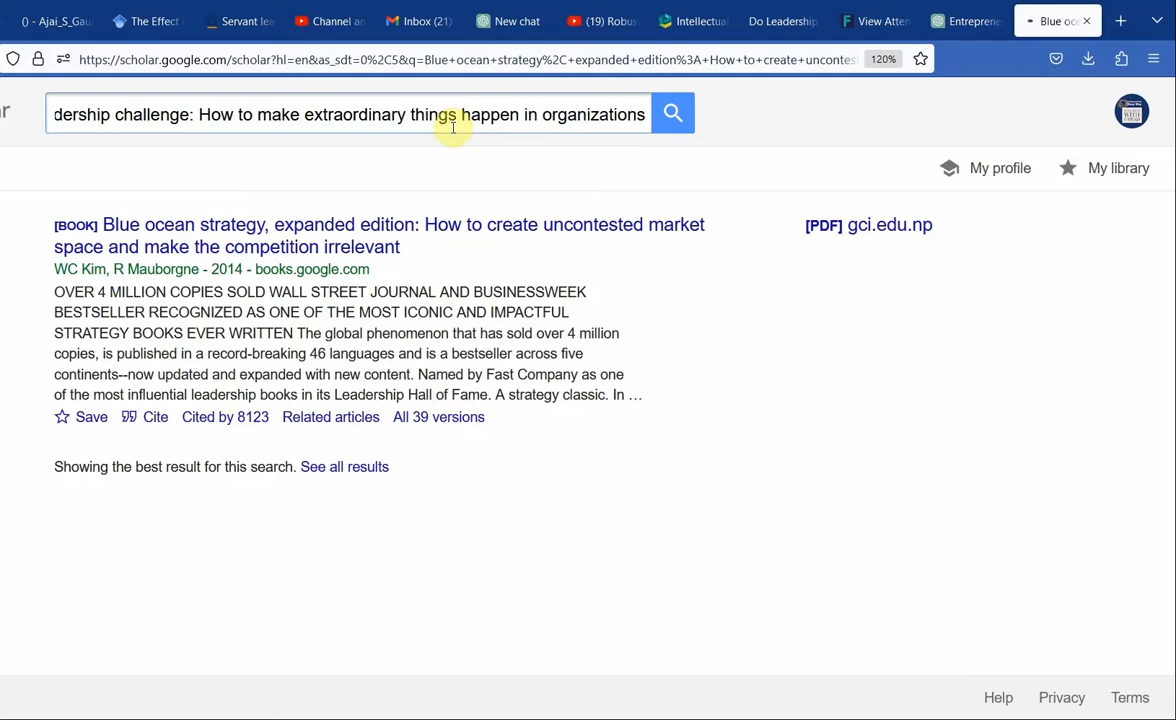 () - Ajai_S_Gau
The Effect
Servant lea
Channel an
Inbox (21)
New chat
(19) Robus
Intellectual
Do Leadership
View Atten
Entreprene
Blue oce
https://scholar.google.com/scholar?hl=en&as_sdt=0%2C5&q=Blue+ocean+strategy%2C+expanded+edition%3A+How+to+create+uncontes
120%
r
dership challenge: How to make extraordinary things happen in organizations
My profile
My library
[BOOK] Blue ocean strategy, expanded edition: How to create uncontested market
space and make the competition irrelevant
[PDF] gci.edu.np
WC Kim, R Mauborgne - 2014 - books.google.com
OVER 4 MILLION COPIES SOLD WALL STREET JOURNAL AND BUSINESSWEEK
BESTSELLER RECOGNIZED AS ONE OF THE MOST ICONIC AND IMPACTFUL
STRATEGY BOOKS EVER WRITTEN The global phenomenon that has sold over 4 million
copies, is published in a record-breaking 46 languages and is a bestseller across five
continents--now updated and expanded with new content. Named by Fast Company as one
of the most influential leadership books in its Leadership Hall of Fame. A strategy classic. In …
Save Cite Cited by 8123 Related articles All 39 versions
Showing the best result for this search. See all results
Help Privacy Terms